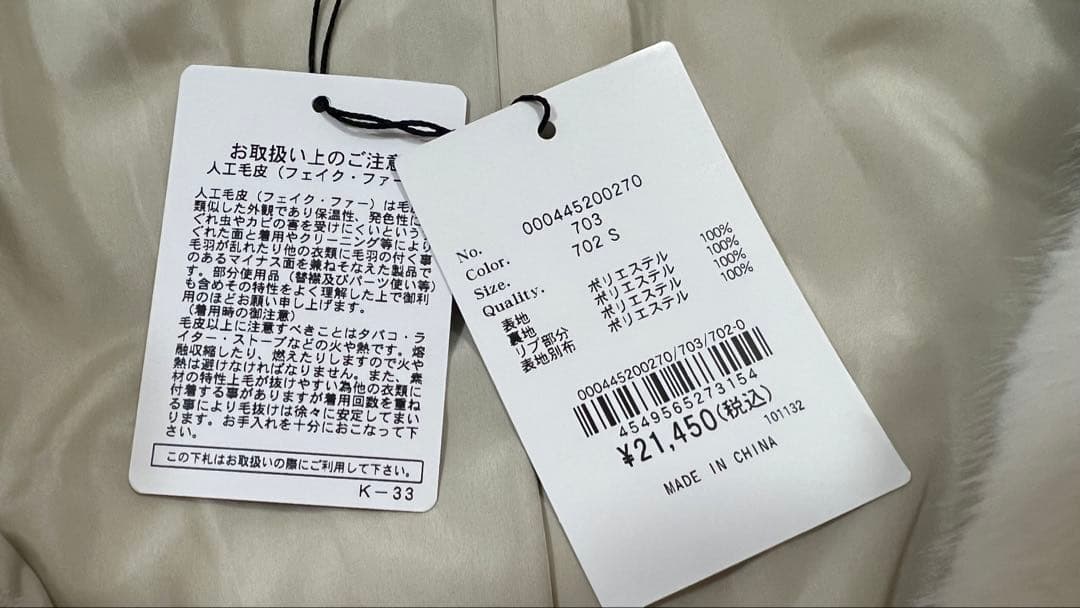 お取扱い上のご注意
人工毛皮（フェイク・ファー
人工毛皮（フェイク・ファー）は毛
類似した外観であり保温性、発色性に
ぐれ虫やカビの害を受けにくいという
ぐれた面と着用やクリーニング等により
毛羽が乱れたり他の衣類に毛羽の付く事
のあるマイナス面を兼ねそなえた製品で
す。部分使用品（替襟及びパーツ使い等）
も含めその特性をよく理解した上で御利
用のほどお願い申し上げます。
（着用時の御注意）
毛皮以上に注意すべきことはタバコ・ラ
イター・ストーブなどの火や熱です。熔
融収縮したり、燃えたりしますので火や
熱は避けなければなりません。また、素
材の特性上毛が抜けやすい為他の衣類に
付着する事がありますが着用回数を重ね
る事により毛抜けは徐々に安定してまい
ります。お手入れを十分におこなって下
さい。
この下札はお取扱いの際にご利用して下さい。
K－33
No. 000445200270
Color. 703
Size. 702 S
Quality.
表地 ポリエステル 100%
裏地 ポリエステル 100%
リブ部分 ポリエステル 100%
表地別布 ポリエステル 100%
000445200270/703/702-0
4549565273154
¥21,450(税込)
101132
MADE IN CHINA